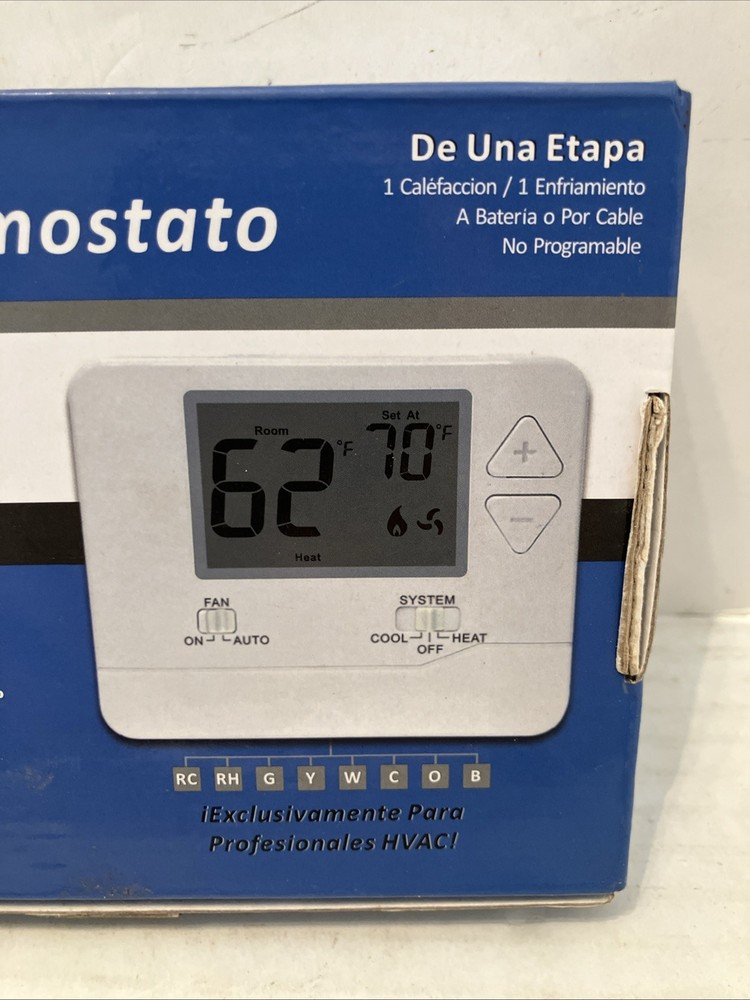 De Una Etapa
1 Caléfaccion / 1 Enfriamiento
A Bateria o Por Cable
No Programable
mostato
Room
62 °F
Set At
70 °F
Heat
+
-
FAN
ON AUTO
SYSTEM
COOL OFF HEAT
RC RH G Y W C O B
¡Exclusivamente Para
Profesionales HVAC!